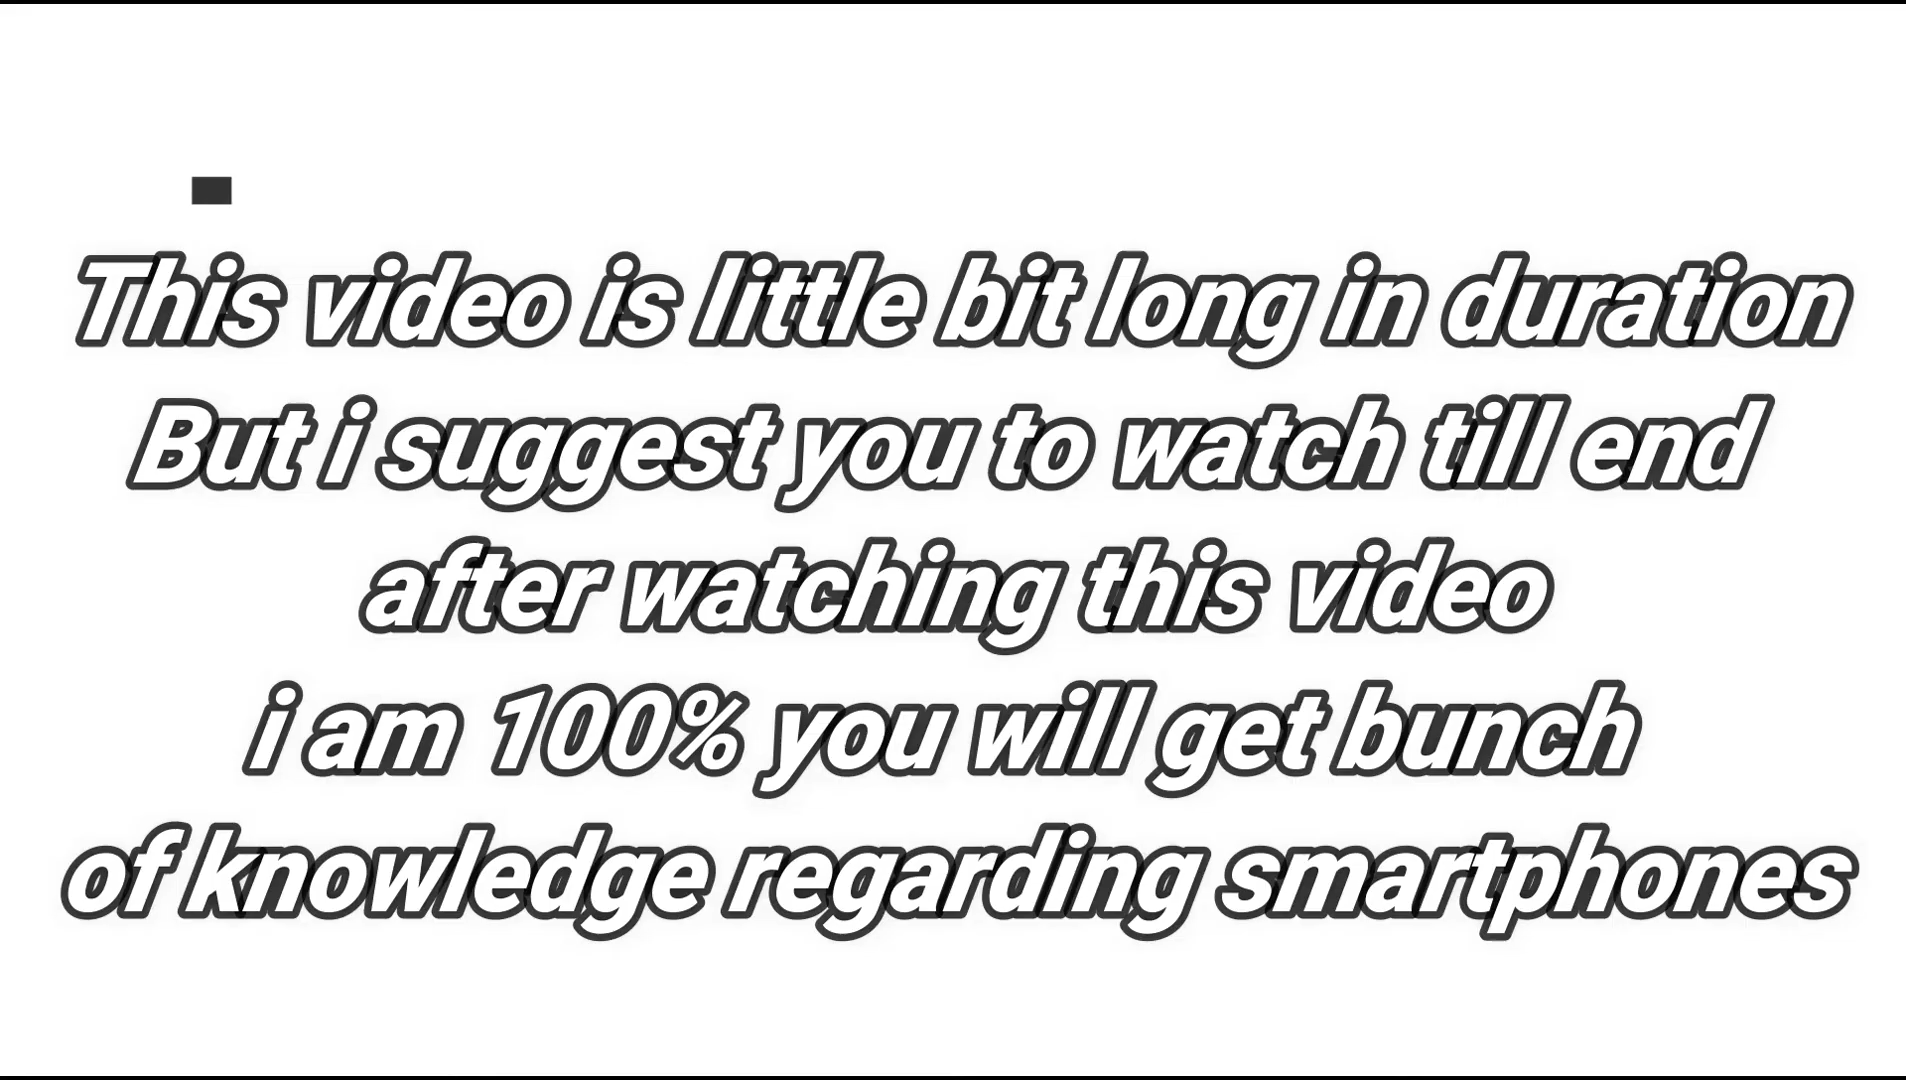 This video is little bit long in duration
But i suggest you to watch till end
after watching this video
i am 100% you will get bunch
of knowledge regarding smartphones